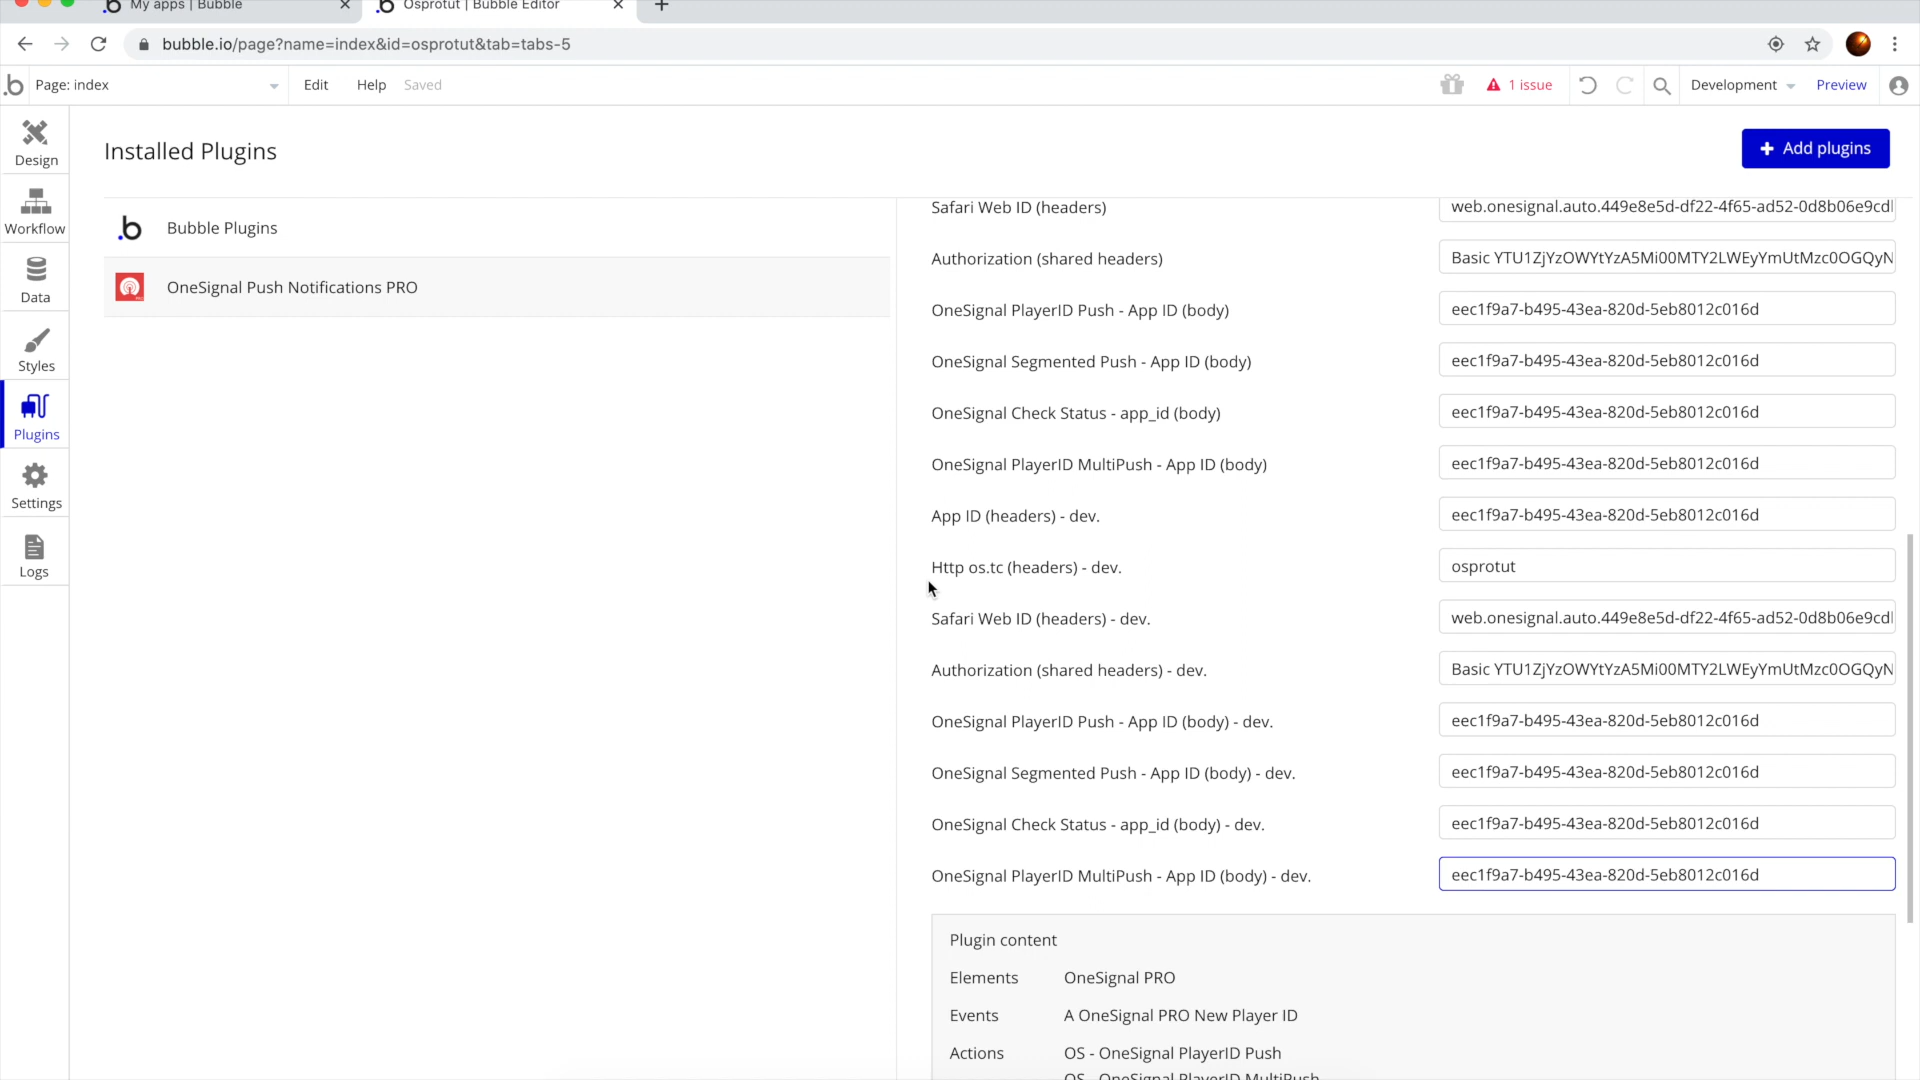 My apps | Bubble
Osprotut | Bubble Editor
bubble.io/page?name=index&id=osprotut&tab=tabs-5
Page: index
Edit
Help
Saved
1 issue
Development
Preview
Design
Workflow
Data
Styles
Plugins
Settings
Logs
Installed Plugins
+ Add plugins
Bubble Plugins
OneSignal Push Notifications PRO
Safari Web ID (headers)
web.onesignal.auto.449e8e5d-df22-4f65-ad52-0d8b06e9cd
Authorization (shared headers)
Basic YTU1ZjYzOWYtYzA5Mi00MTY2LWEyYmUtMzc0OGQyN
OneSignal PlayerID Push - App ID (body)
eec1f9a7-b495-43ea-820d-5eb8012c016d
OneSignal Segmented Push - App ID (body)
eec1f9a7-b495-43ea-820d-5eb8012c016d
OneSignal Check Status - app_id (body)
eec1f9a7-b495-43ea-820d-5eb8012c016d
OneSignal PlayerID MultiPush - App ID (body)
eec1f9a7-b495-43ea-820d-5eb8012c016d
App ID (headers) - dev.
eec1f9a7-b495-43ea-820d-5eb8012c016d
Http os.tc (headers) - dev.
osprotut
Safari Web ID (headers) - dev.
web.onesignal.auto.449e8e5d-df22-4f65-ad52-0d8b06e9cd
Authorization (shared headers) - dev.
Basic YTU1ZjYzOWYtYzA5Mi00MTY2LWEyYmUtMzc0OGQyN
OneSignal PlayerID Push - App ID (body) - dev.
eec1f9a7-b495-43ea-820d-5eb8012c016d
OneSignal Segmented Push - App ID (body) - dev.
eec1f9a7-b495-43ea-820d-5eb8012c016d
OneSignal Check Status - app_id (body) - dev.
eec1f9a7-b495-43ea-820d-5eb8012c016d
OneSignal PlayerID MultiPush - App ID (body) - dev.
eec1f9a7-b495-43ea-820d-5eb8012c016d
Plugin content
Elements
OneSignal PRO
Events
A OneSignal PRO New Player ID
Actions
OS - OneSignal PlayerID Push
OS - OneSignal PlayerID MultiPush